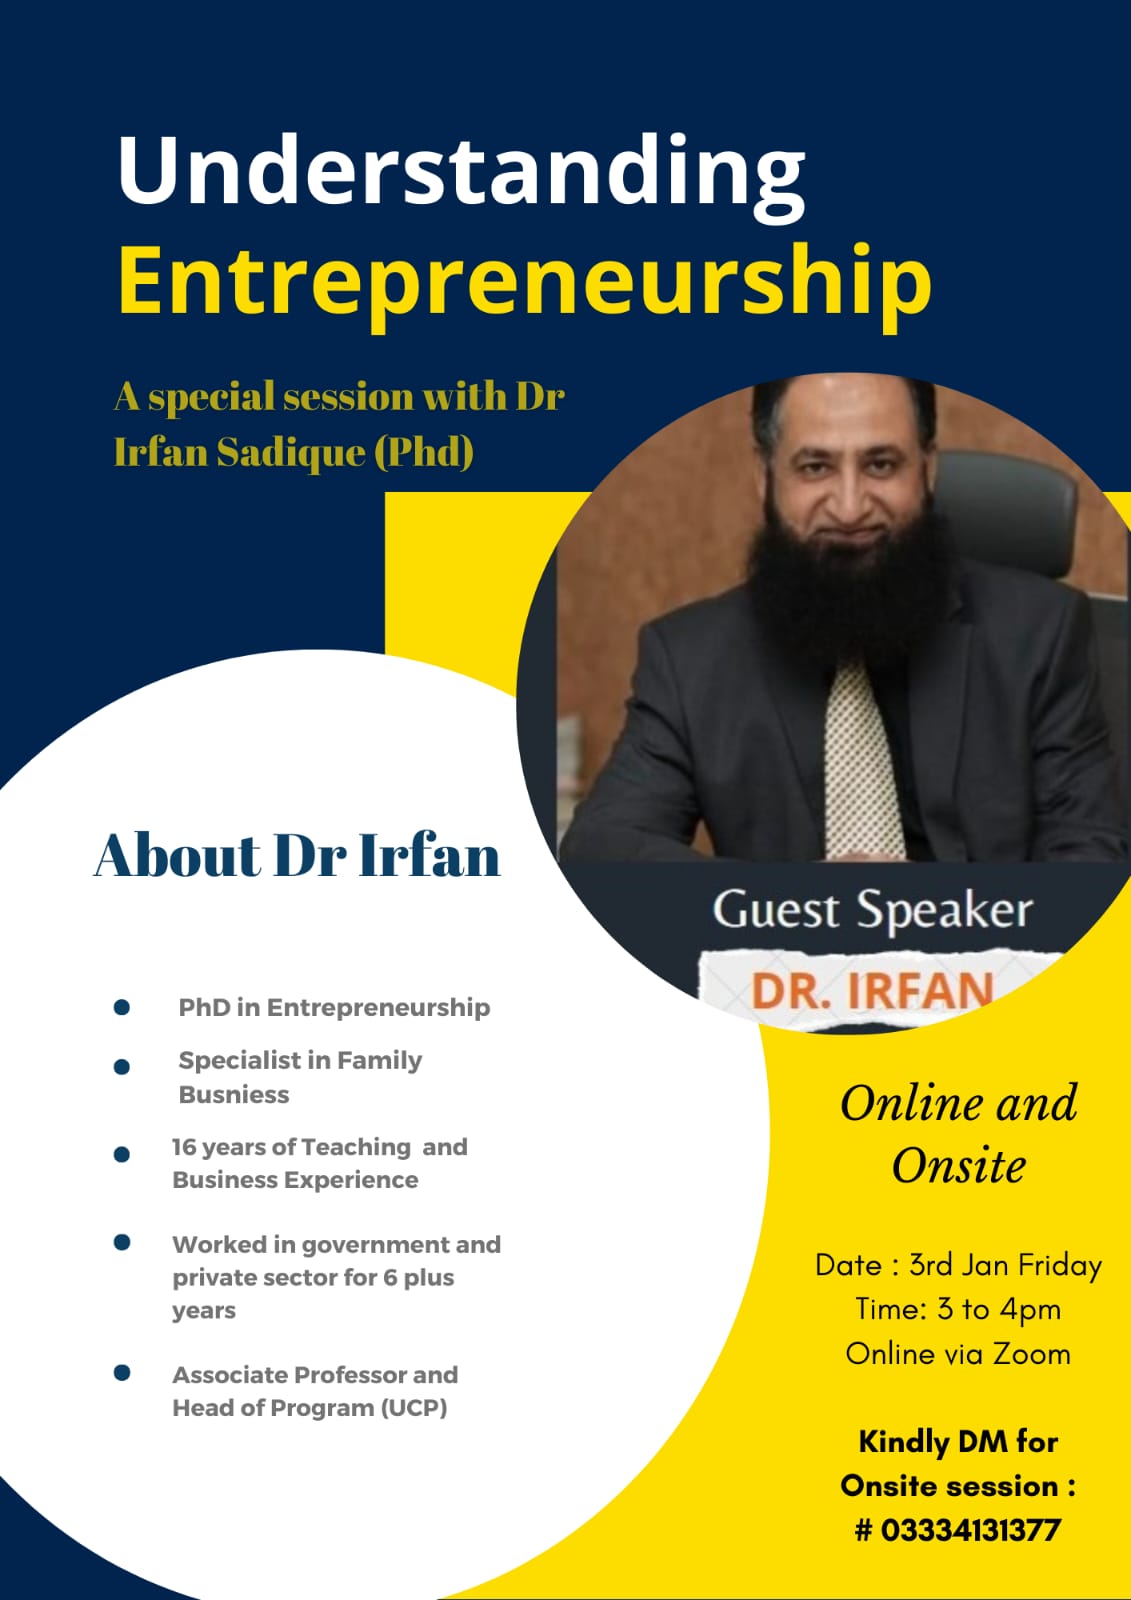 Understanding
Entrepreneurship
A special session with Dr
Irfan Sadique (Phd)
Guest Speaker
DR. IRFAN
About Dr Irfan
PhD in Entrepreneurship
Specialist in Family
Busniess
16 years of Teaching and
Business Experience
Worked in government and
private sector for 6 plus
years
Associate Professor and
Head of Program (UCP)
Online and
Onsite
Date : 3rd Jan Friday
Time: 3 to 4pm
Online via Zoom
Kindly DM for
Onsite session :
# 03334131377